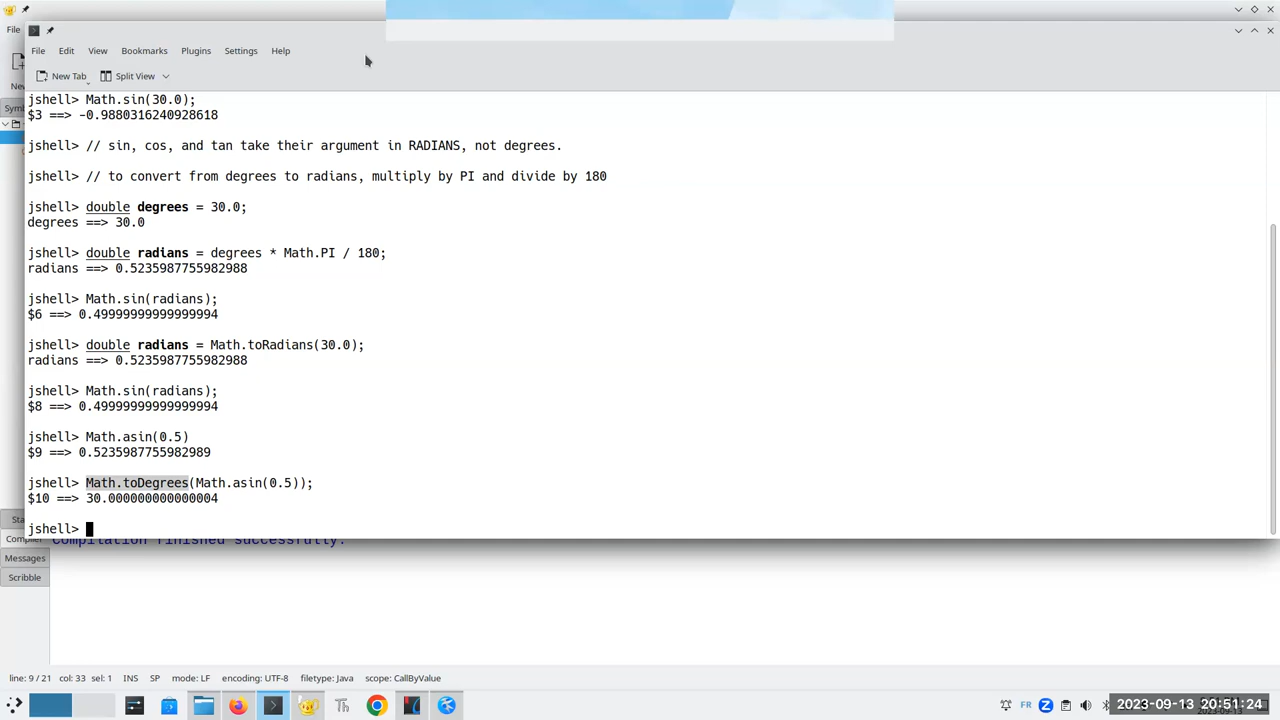 File
File Edit View Bookmarks Plugins Settings Help
New Tab Split View
Symb
jshell> Math.sin(30.0);
$3 ==> -0.9880316240928618
jshell> // sin, cos, and tan take their argument in RADIANS, not degrees.
jshell> // to convert from degrees to radians, multiply by PI and divide by 180
jshell> double degrees = 30.0;
degrees ==> 30.0
jshell> double radians = degrees * Math.PI / 180;
radians ==> 0.5235987755982988
jshell> Math.sin(radians);
$6 ==> 0.49999999999999994
jshell> double radians = Math.toRadians(30.0);
radians ==> 0.5235987755982988
jshell> Math.sin(radians);
$8 ==> 0.49999999999999994
jshell> Math.asin(0.5)
$9 ==> 0.5235987755982989
jshell> Math.toDegrees(Math.asin(0.5));
$10 ==> 30.000000000000004
jshell>
Sta
Compiler
Compilation finished successfully.
Messages
Scribble
line: 9 / 21 col: 33 sel: 1 INS SP mode: LF encoding: UTF-8 filetype: Java scope: CallByValue
FR
2023-09-13 20:51:24